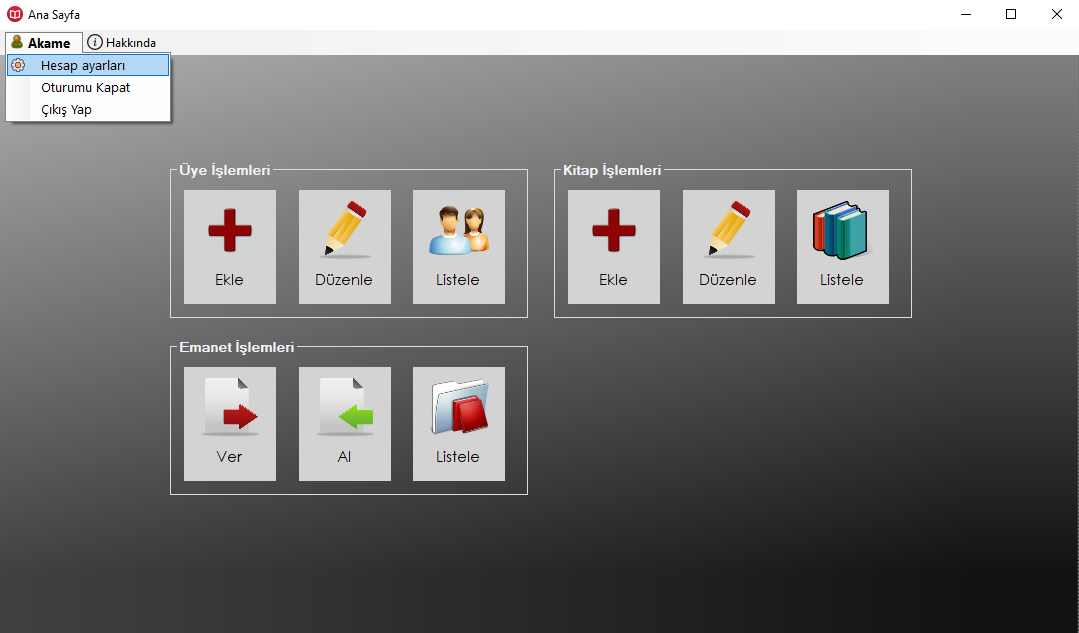 Ana Sayfa
Akame Hakkında
Hesap ayarları
Oturumu Kapat
Çıkış Yap
Üye İşlemleri
Ekle Düzenle Listele
Kitap İşlemleri
Ekle Düzenle Listele
Emanet İşlemleri
Ver Al Listele